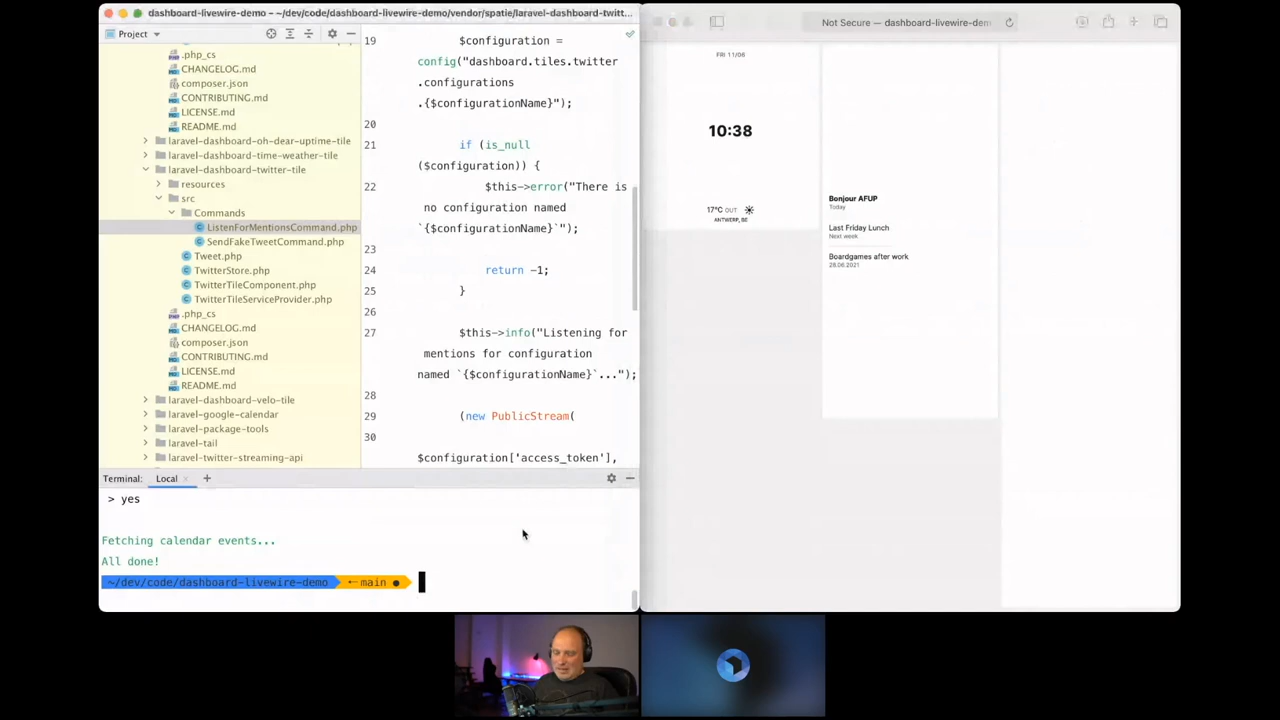 dashboard-livewire-demo – ~/dev/code/dashboard-livewire-demo/vendor/spatie/laravel-dashboard-twitt...
Project
.php_cs
CHANGELOG.md
composer.json
CONTRIBUTING.md
LICENSE.md
README.md
laravel-dashboard-oh-dear-uptime-tile
laravel-dashboard-time-weather-tile
laravel-dashboard-twitter-tile
resources
src
Commands
ListenForMentionsCommand.php
SendFakeTweetCommand.php
Tweet.php
TwitterStore.php
TwitterTileComponent.php
TwitterTileServiceProvider.php
.php_cs
CHANGELOG.md
composer.json
CONTRIBUTING.md
LICENSE.md
README.md
laravel-dashboard-velo-tile
laravel-google-calendar
laravel-package-tools
laravel-tail
laravel-twitter-streaming-api
19 $configuration =
config("dashboard.tiles.twitter
.configurations
.{$configurationName}");
20
21 if (is_null
($configuration)) {
22 $this->error("There is
no configuration named
`{$configurationName}`");
23
24 return -1;
25 }
26
27 $this->info("Listening for
mentions for configuration
named `{$configurationName}`...");
28
29 (new PublicStream(
30
$configuration['access_token'],
Terminal: Local +
> yes
Fetching calendar events...
All done!
~/dev/code/dashboard-livewire-demo main ●
Not Secure — dashboard-livewire-dem
FRI 11/06
10:38
17°C OUT
ANTWERP, BE
Bonjour AFUP
Today
Last Friday Lunch
Next week
Boardgames after work
28.06.2021